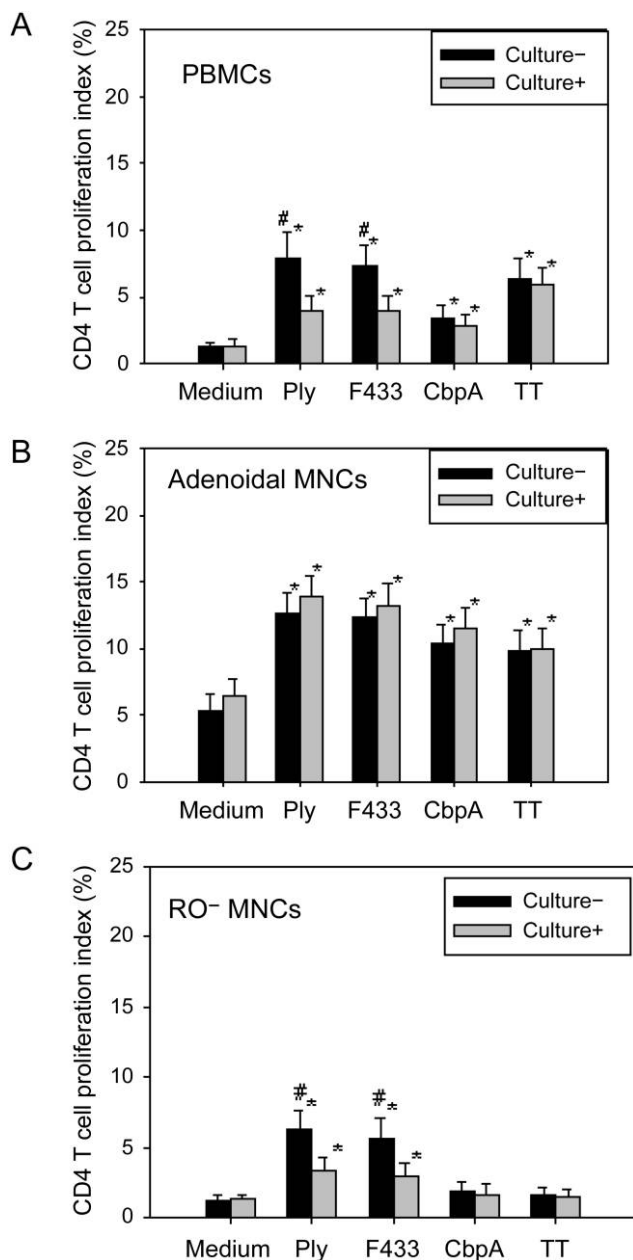 A
CD4 T cell proliferation index (%)
25
20
15
10
5
0
PBMCs
Culture−
Culture+
# * * # * * * * * *
Medium Ply F433 CbpA TT
B
CD4 T cell proliferation index (%)
25
20
15
10
5
0
Adenoidal MNCs
Culture−
Culture+
* * * * * * * *
Medium Ply F433 CbpA TT
C
CD4 T cell proliferation index (%)
25
20
15
10
5
0
RO⁻ MNCs
Culture−
Culture+
# * * # * *
Medium Ply F433 CbpA TT